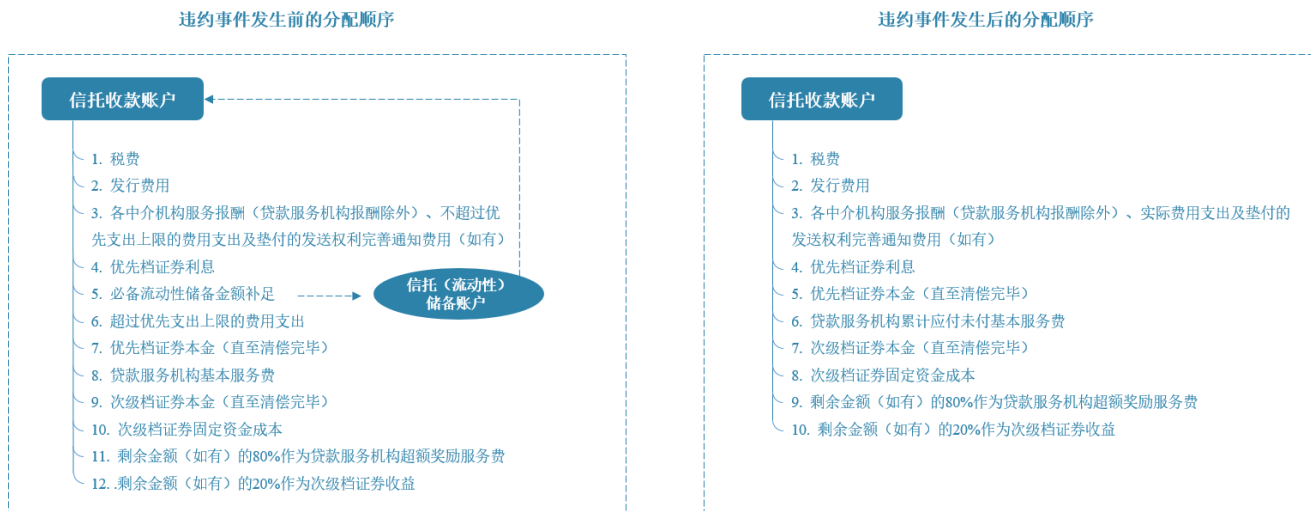 违约事件发生前的分配顺序
信托收款账户
1. 税费
2. 发行费用
3. 各中介机构服务报酬（贷款服务机构报酬除外）、不超过优
先支出上限的费用支出及垫付的发送权利完善通知费用（如有）
4. 优先档证券利息
5. 必备流动性储备金额补足
信托（流动性）
储备账户
6. 超过优先支出上限的费用支出
7. 优先档证券本金（直至清偿完毕）
8. 贷款服务机构基本服务费
9. 次级档证券本金（直至清偿完毕）
10. 次级档证券固定资金成本
11. 剩余金额（如有）的80%作为贷款服务机构超额奖励服务费
12. .剩余金额（如有）的20%作为次级档证券收益
违约事件发生后的分配顺序
信托收款账户
1. 税费
2. 发行费用
3. 各中介机构服务报酬（贷款服务机构报酬除外）、实际费用支出及垫付的
发送权利完善通知费用（如有）
4. 优先档证券利息
5. 优先档证券本金（直至清偿完毕）
6. 贷款服务机构累计应付未付基本服务费
7. 次级档证券本金（直至清偿完毕）
8. 次级档证券固定资金成本
9. 剩余金额（如有）的80%作为贷款服务机构超额奖励服务费
10. 剩余金额（如有）的20%作为次级档证券收益